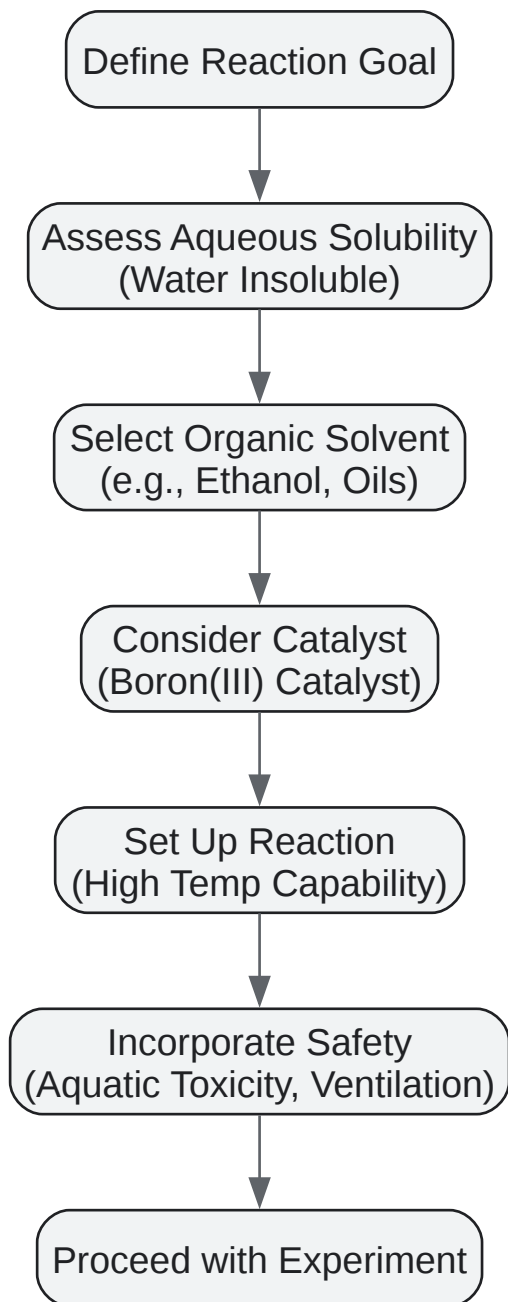 Define Reaction Goal
Assess Aqueous Solubility
(Water Insoluble)
Select Organic Solvent
(e.g., Ethanol, Oils)
Consider Catalyst
(Boron(III) Catalyst)
Set Up Reaction
(High Temp Capability)
Incorporate Safety
(Aquatic Toxicity, Ventilation)
Proceed with Experiment